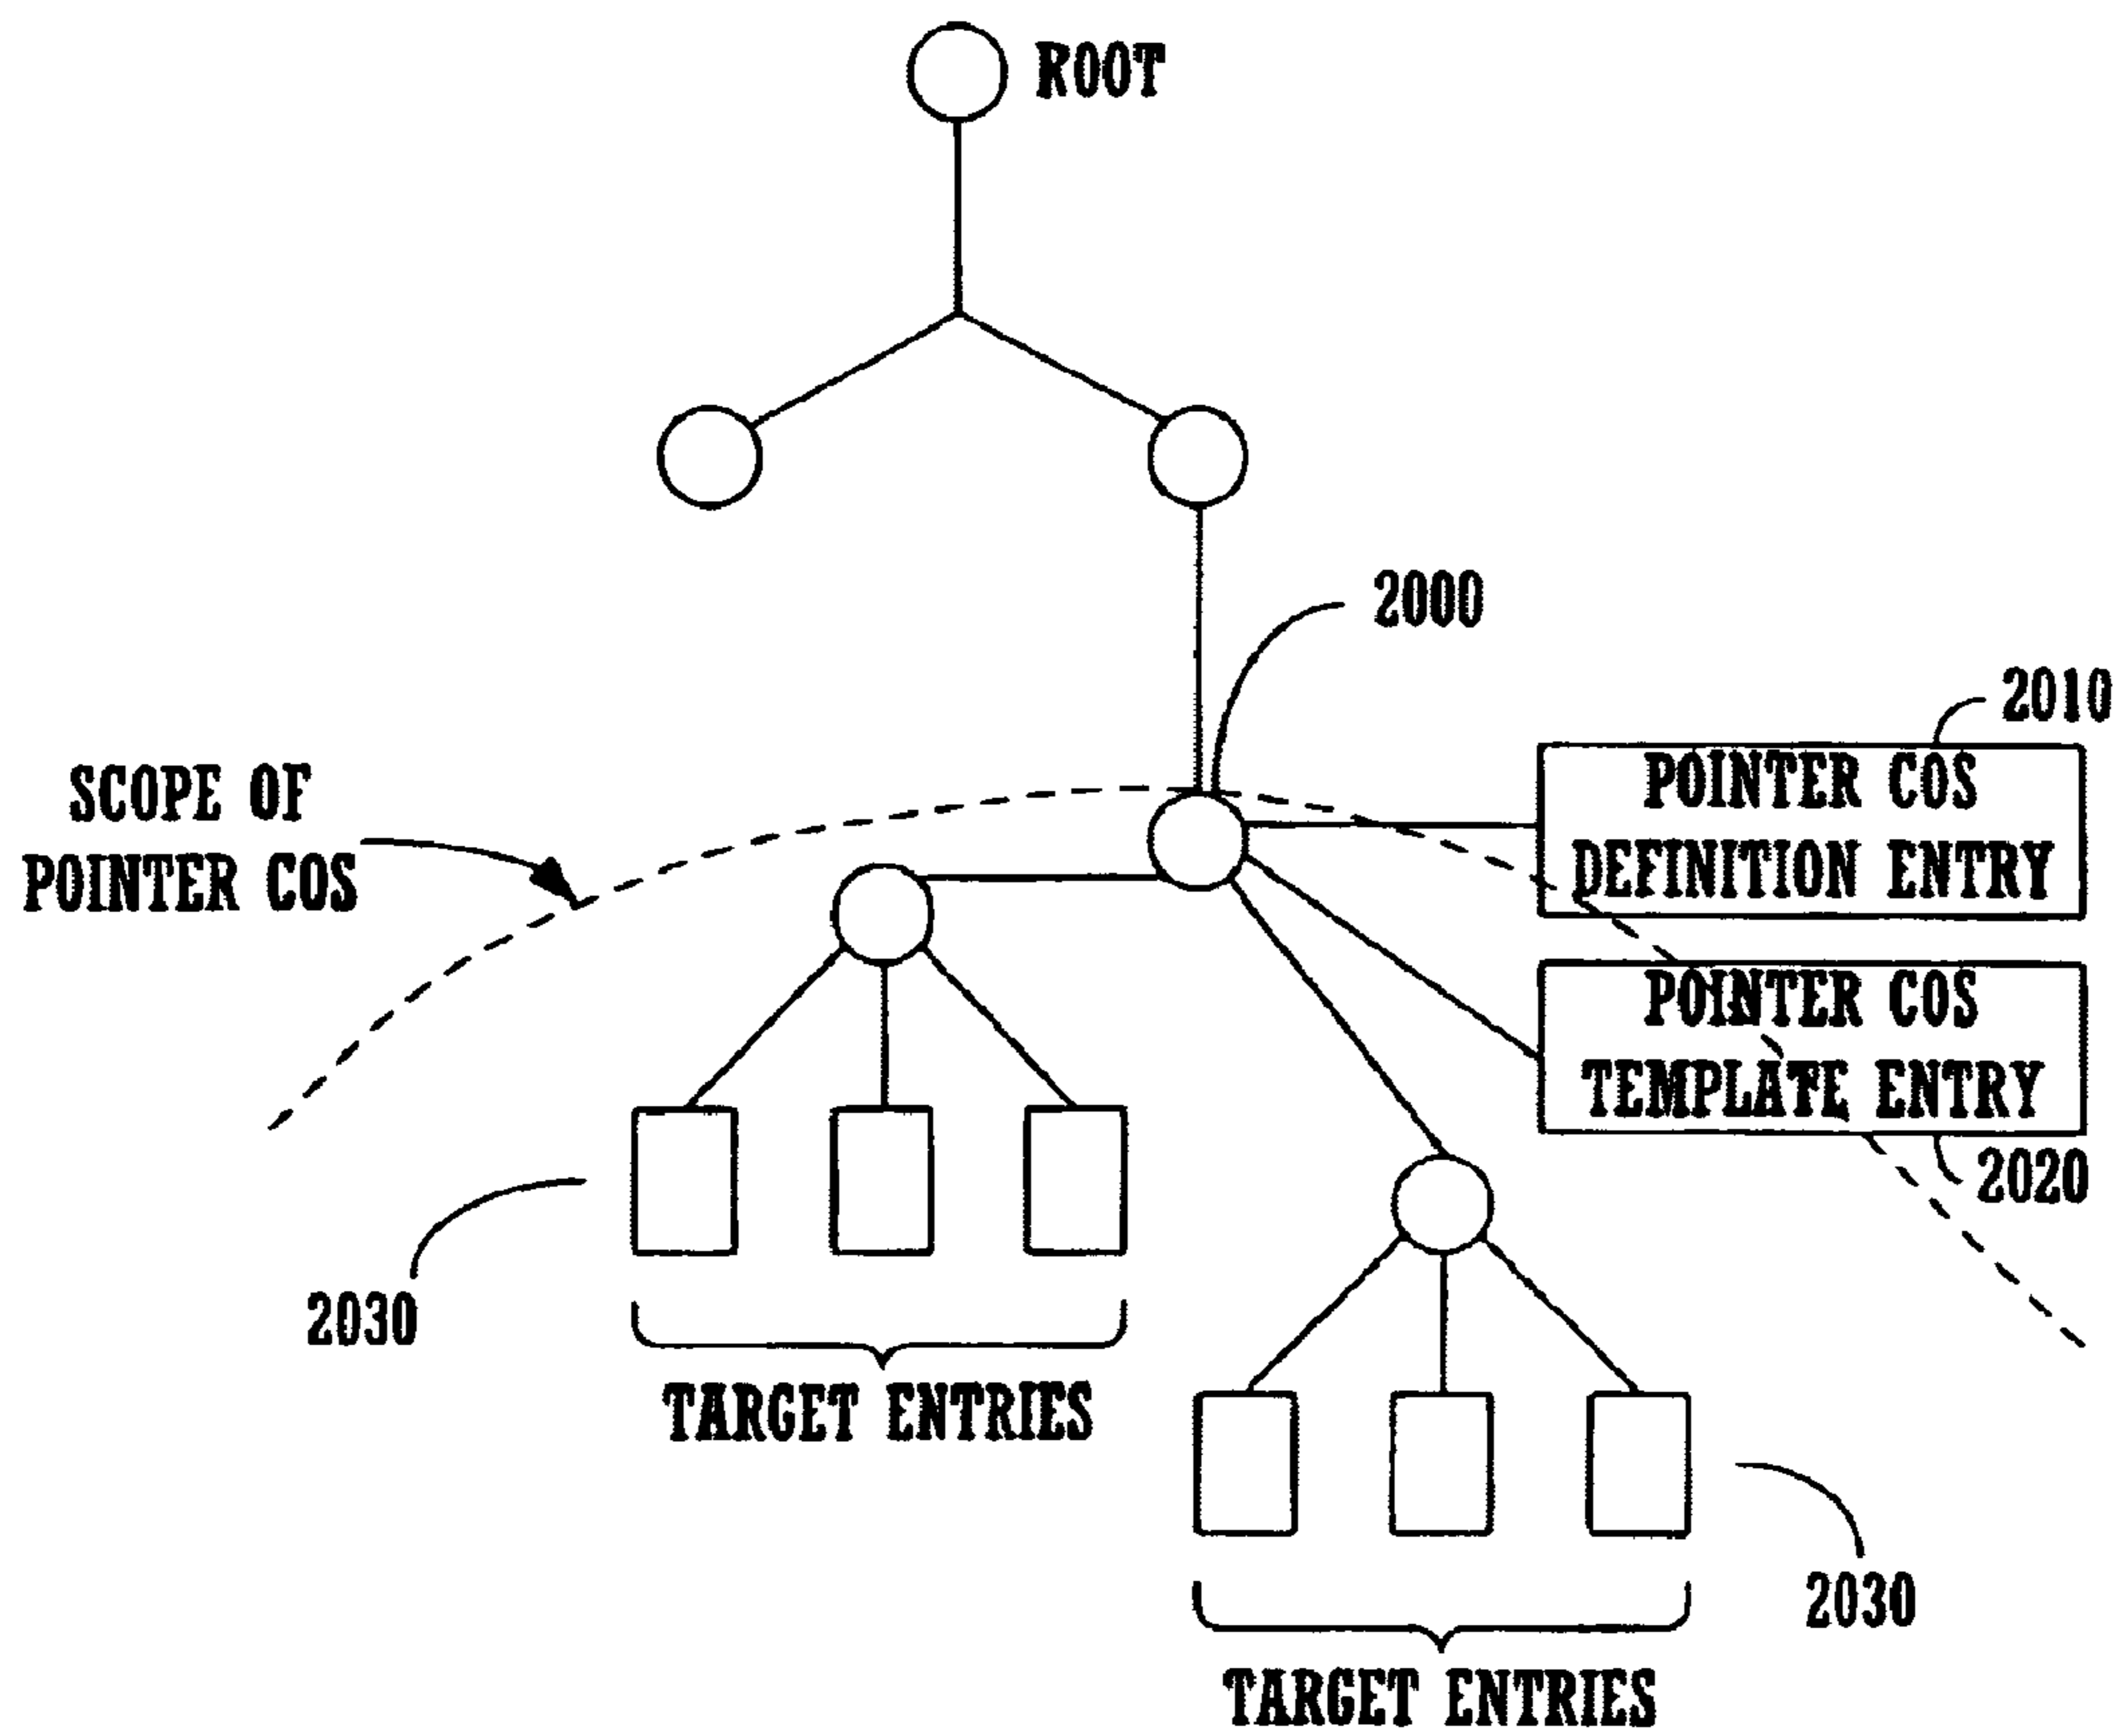 ROOT
2000
2010
SCOPE OF
POINTER COS
POINTER COS
DEFINITION ENTRY
POINTER COS
TEMPLATE ENTRY
2020
2030
TARGET ENTRIES
2030
TARGET ENTRIES